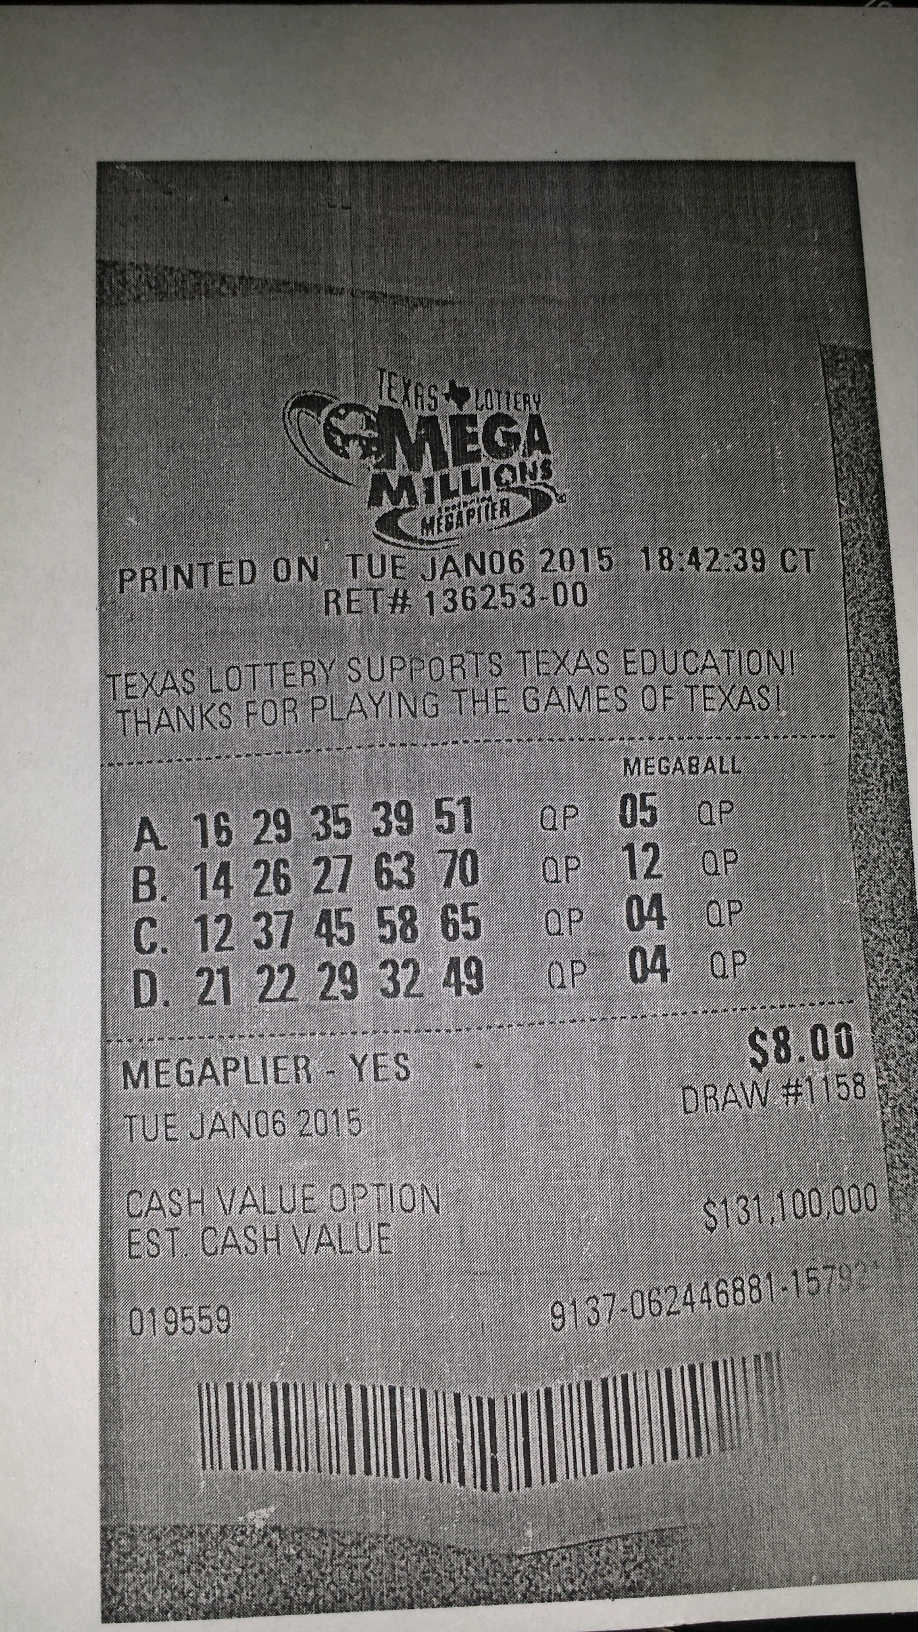 TEXAS LOTTERY
MEGA
MILLIONS
MEGAPLIER
PRINTED ON TUE JAN06 2015 18:42:39 CT
RET# 136253-00
TEXAS LOTTERY SUPPORTS TEXAS EDUCATION!
THANKS FOR PLAYING THE GAMES OF TEXAS!
MEGABALL
A. 16 29 35 39 51 QP 05 QP
B. 14 26 27 63 70 QP 12 QP
C. 12 37 45 58 65 QP 04 QP
D. 21 22 29 32 49 QP 04 QP
MEGAPLIER - YES $8.00
TUE JAN06 2015 DRAW #1158
CASH VALUE OPTION
EST. CASH VALUE $131,100,000
019559 9137-062446881-